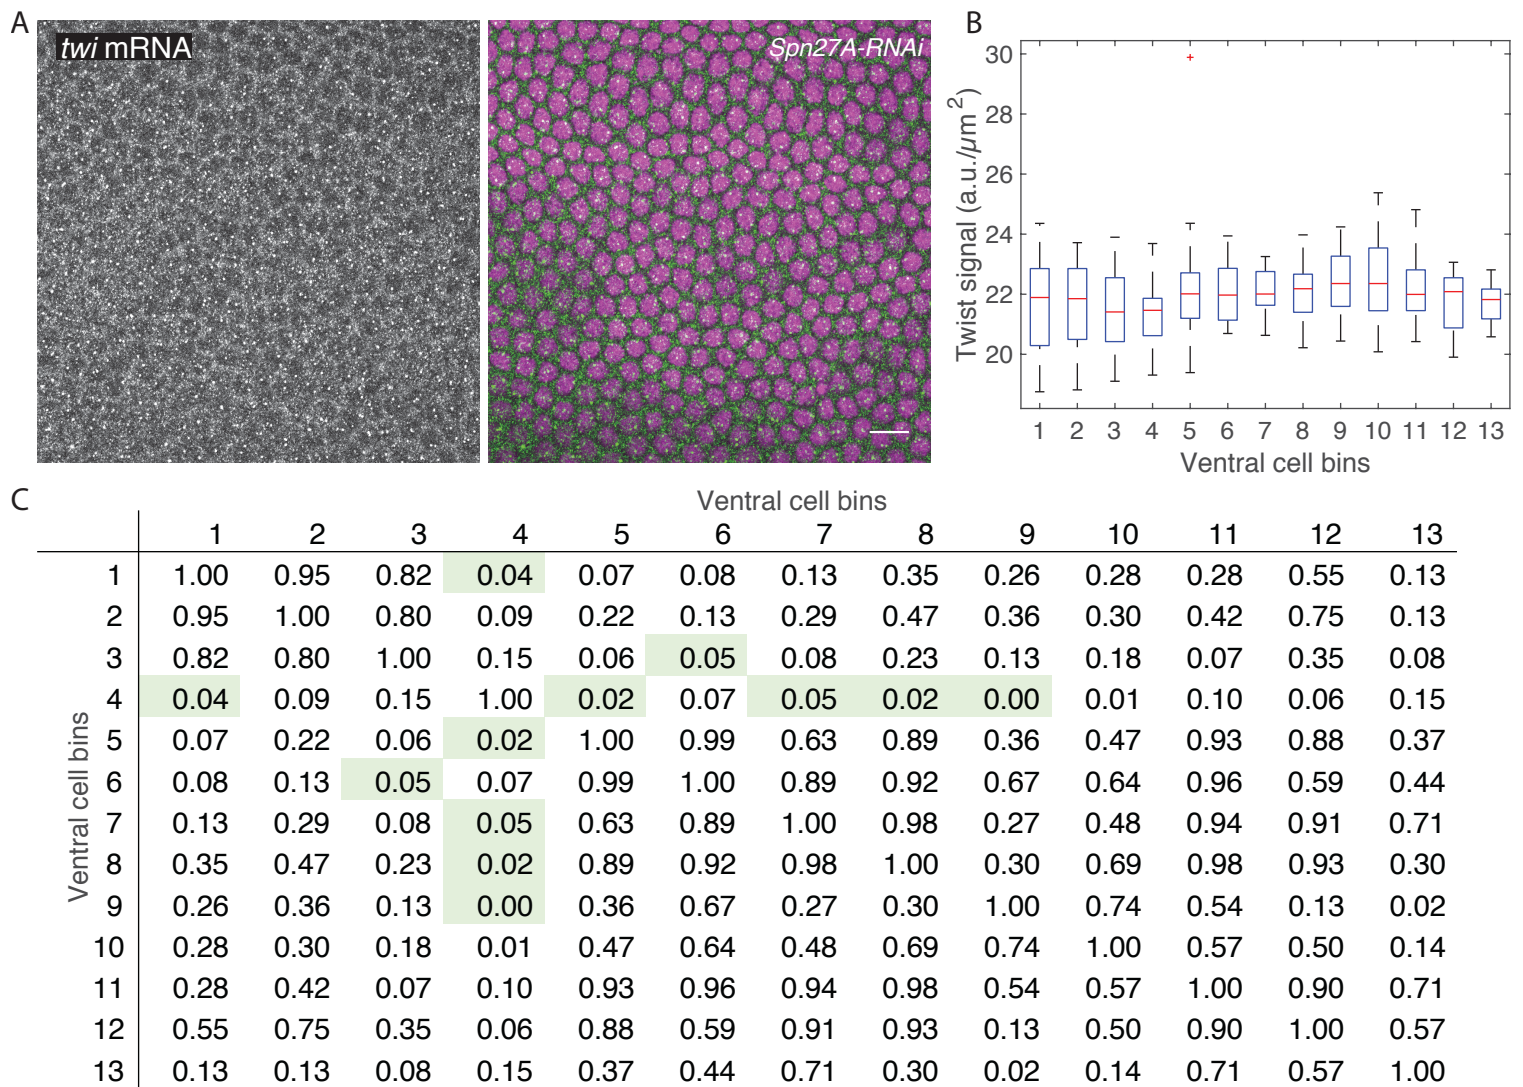 A
twi mRNA
Spn27A-RNAi
B
Twist signal (a.u./µm²)
30
28
26
24
22
20
1 2 3 4 5 6 7 8 9 10 11 12 13
Ventral cell bins
C
Ventral cell bins
1 2 3 4 5 6 7 8 9 10 11 12 13
Ventral cell bins
1 1.00 0.95 0.82 0.04 0.07 0.08 0.13 0.35 0.26 0.28 0.28 0.55 0.13
2 0.95 1.00 0.80 0.09 0.22 0.13 0.29 0.47 0.36 0.30 0.42 0.75 0.13
3 0.82 0.80 1.00 0.15 0.06 0.05 0.08 0.23 0.13 0.18 0.07 0.35 0.08
4 0.04 0.09 0.15 1.00 0.02 0.07 0.05 0.02 0.00 0.01 0.10 0.06 0.15
5 0.07 0.22 0.06 0.02 1.00 0.99 0.63 0.89 0.36 0.47 0.93 0.88 0.37
6 0.08 0.13 0.05 0.07 0.99 1.00 0.89 0.92 0.67 0.64 0.96 0.59 0.44
7 0.13 0.29 0.08 0.05 0.63 0.89 1.00 0.98 0.27 0.48 0.94 0.91 0.71
8 0.35 0.47 0.23 0.02 0.89 0.92 0.98 1.00 0.30 0.69 0.98 0.93 0.30
9 0.26 0.36 0.13 0.00 0.36 0.67 0.27 0.30 1.00 0.74 0.54 0.13 0.02
10 0.28 0.30 0.18 0.01 0.47 0.64 0.48 0.69 0.74 1.00 0.57 0.50 0.14
11 0.28 0.42 0.07 0.10 0.93 0.96 0.94 0.98 0.54 0.57 1.00 0.90 0.71
12 0.55 0.75 0.35 0.06 0.88 0.59 0.91 0.93 0.13 0.50 0.90 1.00 0.57
13 0.13 0.13 0.08 0.15 0.37 0.44 0.71 0.30 0.02 0.14 0.71 0.57 1.00